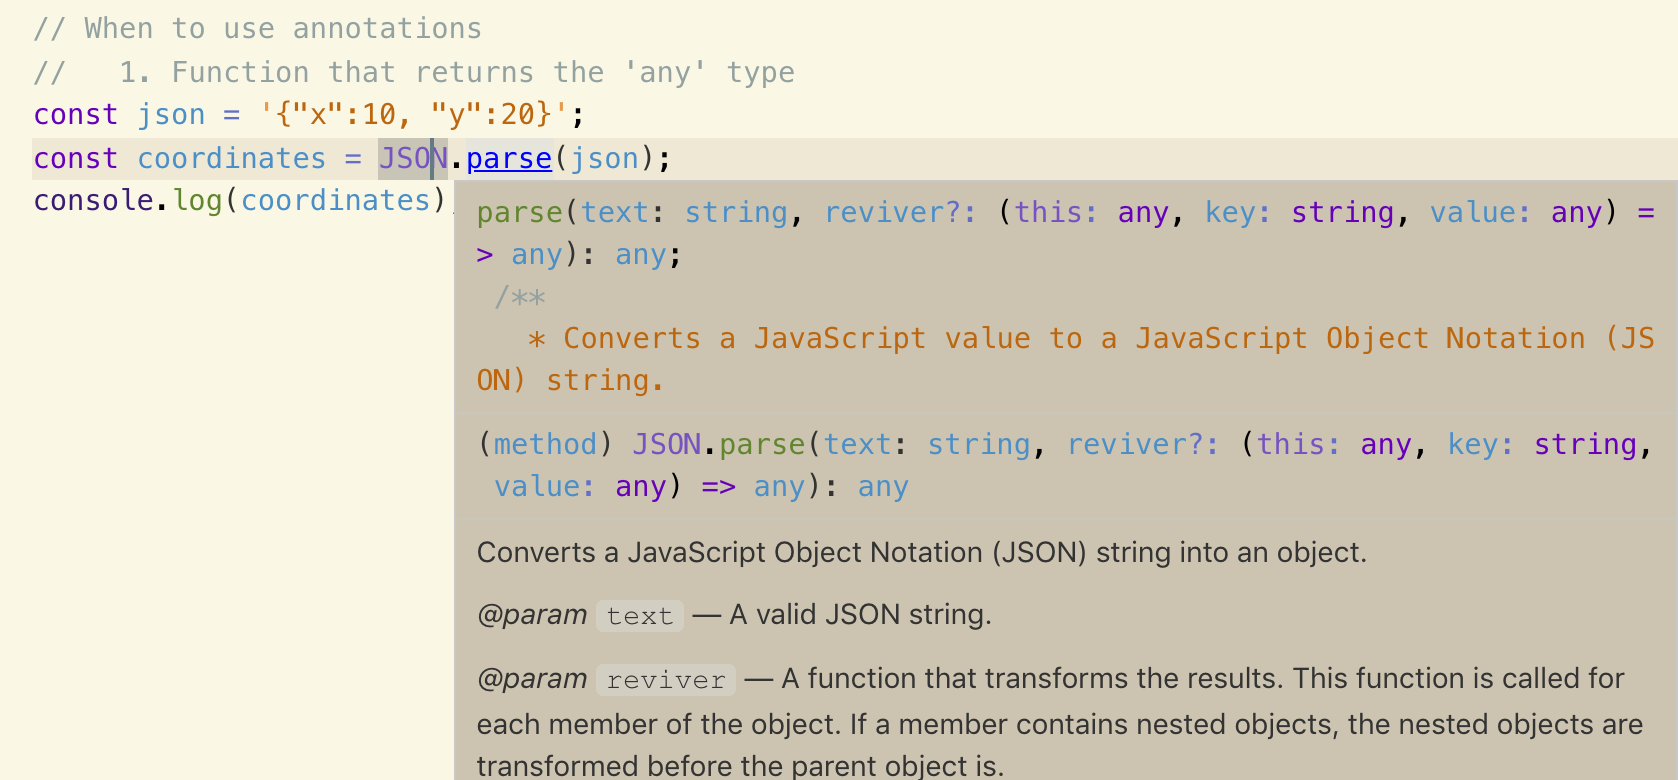 // When to use annotations
//   1. Function that returns the 'any' type
const json = '{"x":10, "y":20}';
const coordinates = JSON.parse(json);
console.log(coordinates)
parse(text: string, reviver?: (this: any, key: string, value: any) =
> any): any;
/**
* Converts a JavaScript value to a JavaScript Object Notation (JS
ON) string.
(method) JSON.parse(text: string, reviver?: (this: any, key: string,
value: any) => any): any
Converts a JavaScript Object Notation (JSON) string into an object.
@param text — A valid JSON string.
@param reviver — A function that transforms the results. This function is called for
each member of the object. If a member contains nested objects, the nested objects are
transformed before the parent object is.